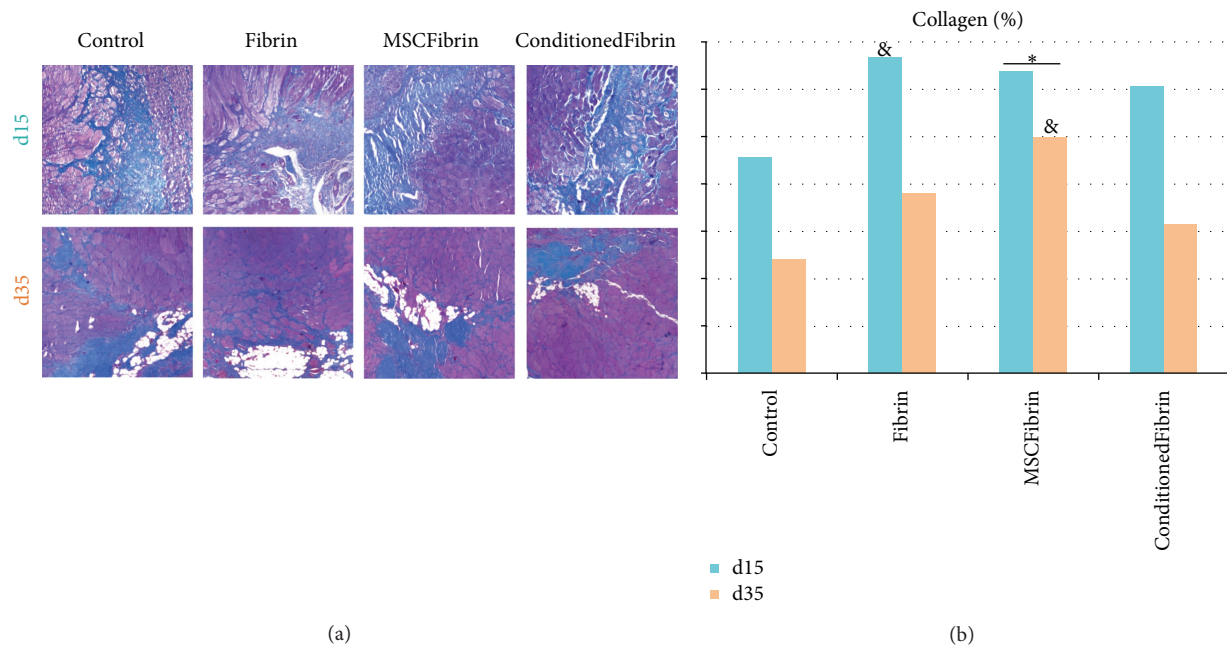 Control
Fibrin
MSCFibrin
ConditionedFibrin
d15
d35
(a)
Collagen (%)
&
*
&
Control
Fibrin
MSCFibrin
ConditionedFibrin
d15
d35
(b)